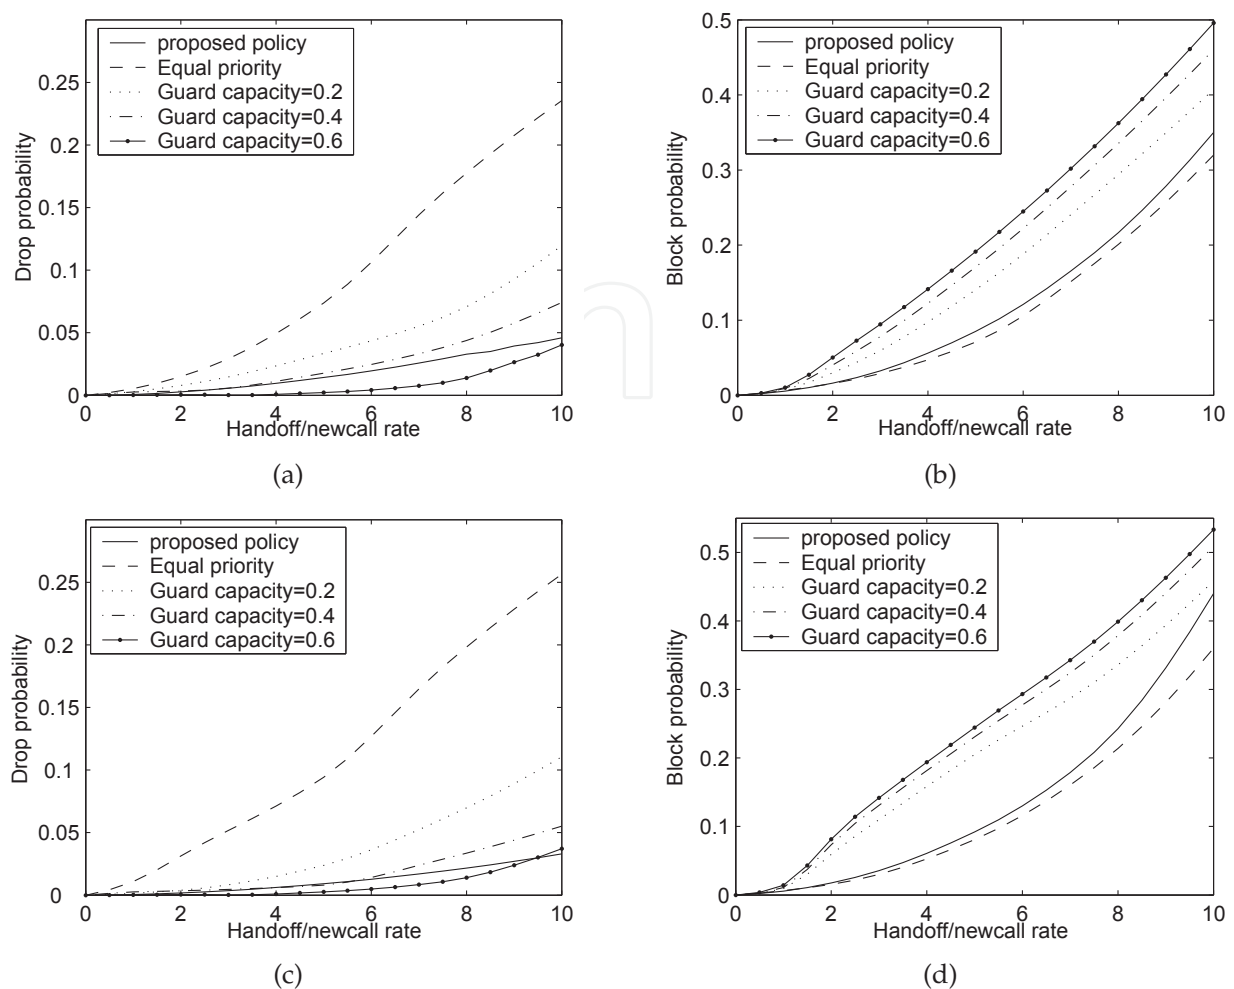 proposed policy
Equal priority
Guard capacity=0.2
Guard capacity=0.4
Guard capacity=0.6
0.25
0.2
0.15
0.1
0.05
0
0 2 4 6 8 10
Drop probability
Handoff/newcall rate
(a)
proposed policy
Equal priority
Guard capacity=0.2
Guard capacity=0.4
Guard capacity=0.6
0.5
0.4
0.3
0.2
0.1
0
0 2 4 6 8 10
Block probability
Handoff/newcall rate
(b)
proposed policy
Equal priority
Guard capacity=0.2
Guard capacity=0.4
Guard capacity=0.6
0.25
0.2
0.15
0.1
0.05
0
0 2 4 6 8 10
Drop probability
Handoff/newcall rate
(c)
proposed policy
Equal priority
Guard capacity=0.2
Guard capacity=0.4
Guard capacity=0.6
0.5
0.4
0.3
0.2
0.1
0
0 2 4 6 8 10
Block probability
Handoff/newcall rate
(d)